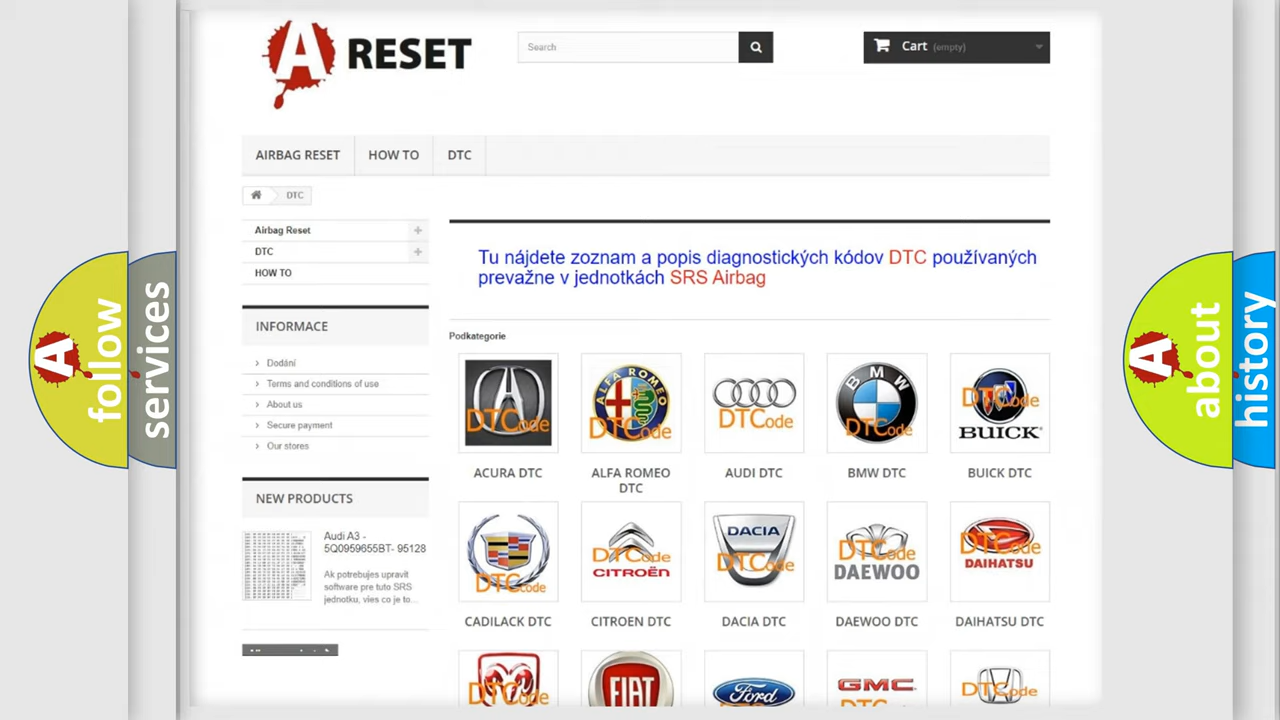 A RESET
Search
Cart (empty)
AIRBAG RESET
HOW TO
DTC
DTC
Airbag Reset
DTC
HOW TO
Tu nájdete zoznam a popis diagnostických kódov DTC používaných
prevažne v jednotkách SRS Airbag
INFORMACE
Dodání
Terms and conditions of use
About us
Secure payment
Our stores
NEW PRODUCTS
Audi A3 -
5Q0959655BT- 95128
Ak potrebujes upravit
software pre tuto SRS
jednotku, vies co je to...
Podkategorie
DTCode
ALFA ROMEO
DTCode
DTCode
BMW
DTCode
DTCode
BUICK
ACURA DTC
ALFA ROMEO
DTC
AUDI DTC
BMW DTC
BUICK DTC
DTCode
DTCode
CITROËN
DACIA
DTCode
DTCode
DAEWOO
DTCode
DAIHATSU
CADILACK DTC
CITROEN DTC
DACIA DTC
DAEWOO DTC
DAIHATSU DTC
DTCode
FIAT
Ford
GMC
DTCode
A
follow
services
A
about
history